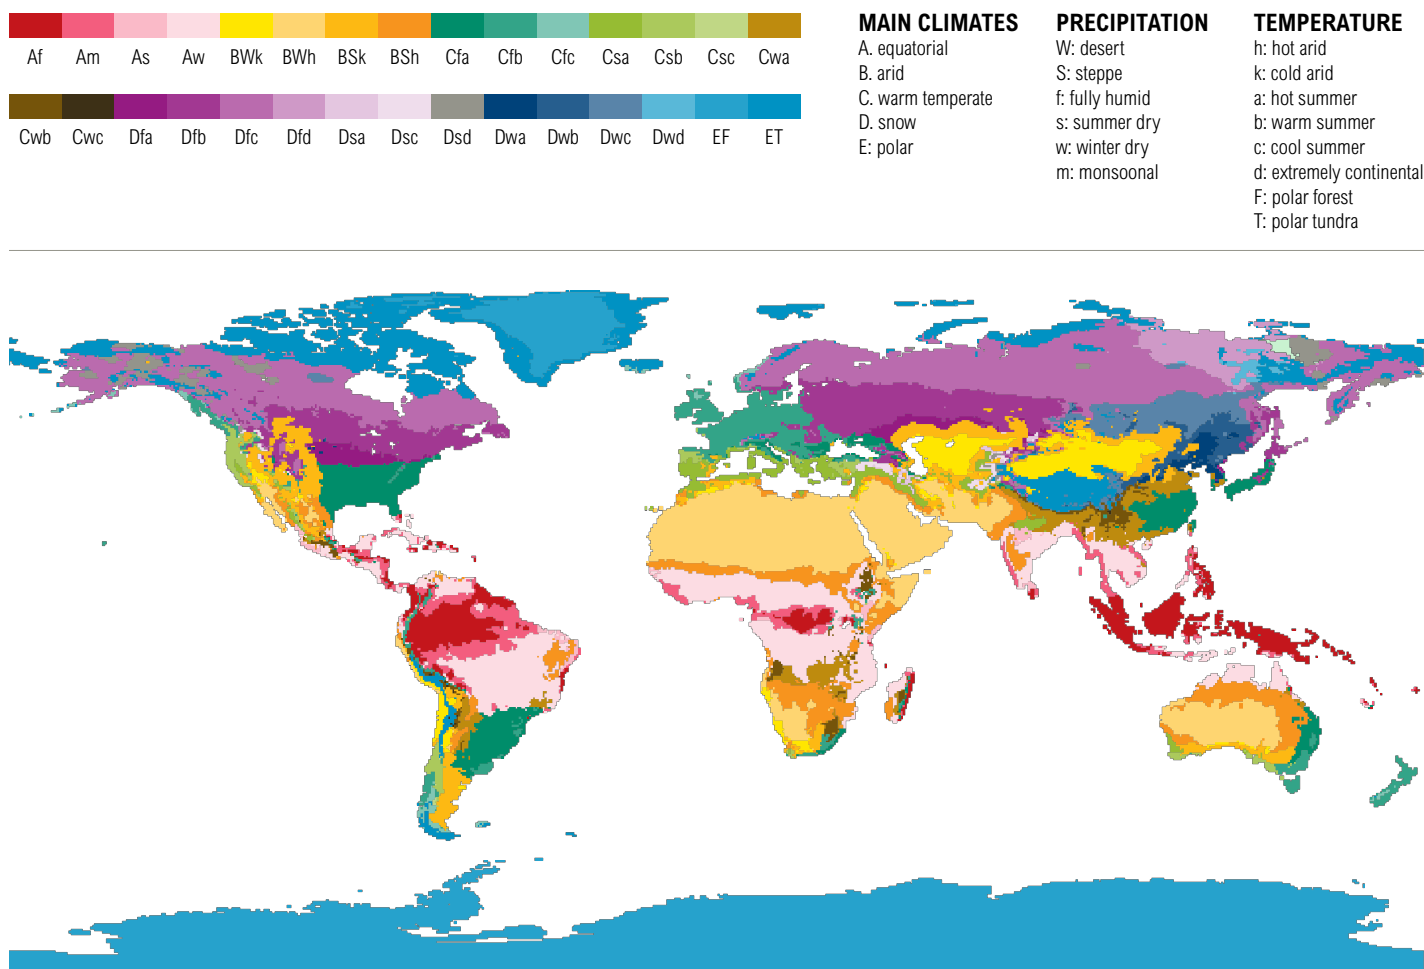 Af Am As Aw BWk BWh BSk BSh Cfa Cfb Cfc Csa Csb Csc Cwa
Cwb Cwc Dfa Dfb Dfc Dfd Dsa Dsc Dsd Dwa Dwb Dwc Dwd EF ET
MAIN CLIMATES
A. equatorial
B. arid
C. warm temperate
D. snow
E: polar
PRECIPITATION
W: desert
S: steppe
f: fully humid
s: summer dry
w: winter dry
m: monsoonal
TEMPERATURE
h: hot arid
k: cold arid
a: hot summer
b: warm summer
c: cool summer
d: extremely continental
F: polar forest
T: polar tundra